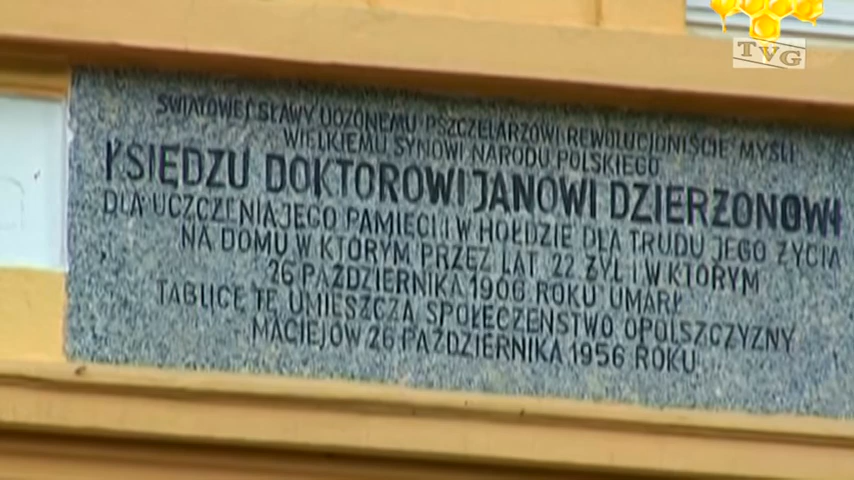 TVG
ŚWIATOWEJ SŁAWY UCZONEMU PSZCZELARZOWI REWOLUCJONIŚCIE MYŚLI
WIELKIEMU SYNOWI NARODU POLSKIEGO
KSIĘDZU DOKTOROWI JANOWI DZIERŻONOWI
DLA UCZCZENIA JEGO PAMIĘCI I W HOŁDZIE DLA TRUDU JEGO ŻYCIA
NA DOMU W KTÓRYM PRZEZ LAT 22 ŻYŁ I W KTÓRYM
26 PAŹDZIERNIKA 1906 ROKU UMARŁ
TABLICĘ TĘ UMIESZCZA SPOŁECZEŃSTWO OPOLSZCZYZNY
MACIEJÓW 26 PAŹDZIERNIKA 1956 ROKU